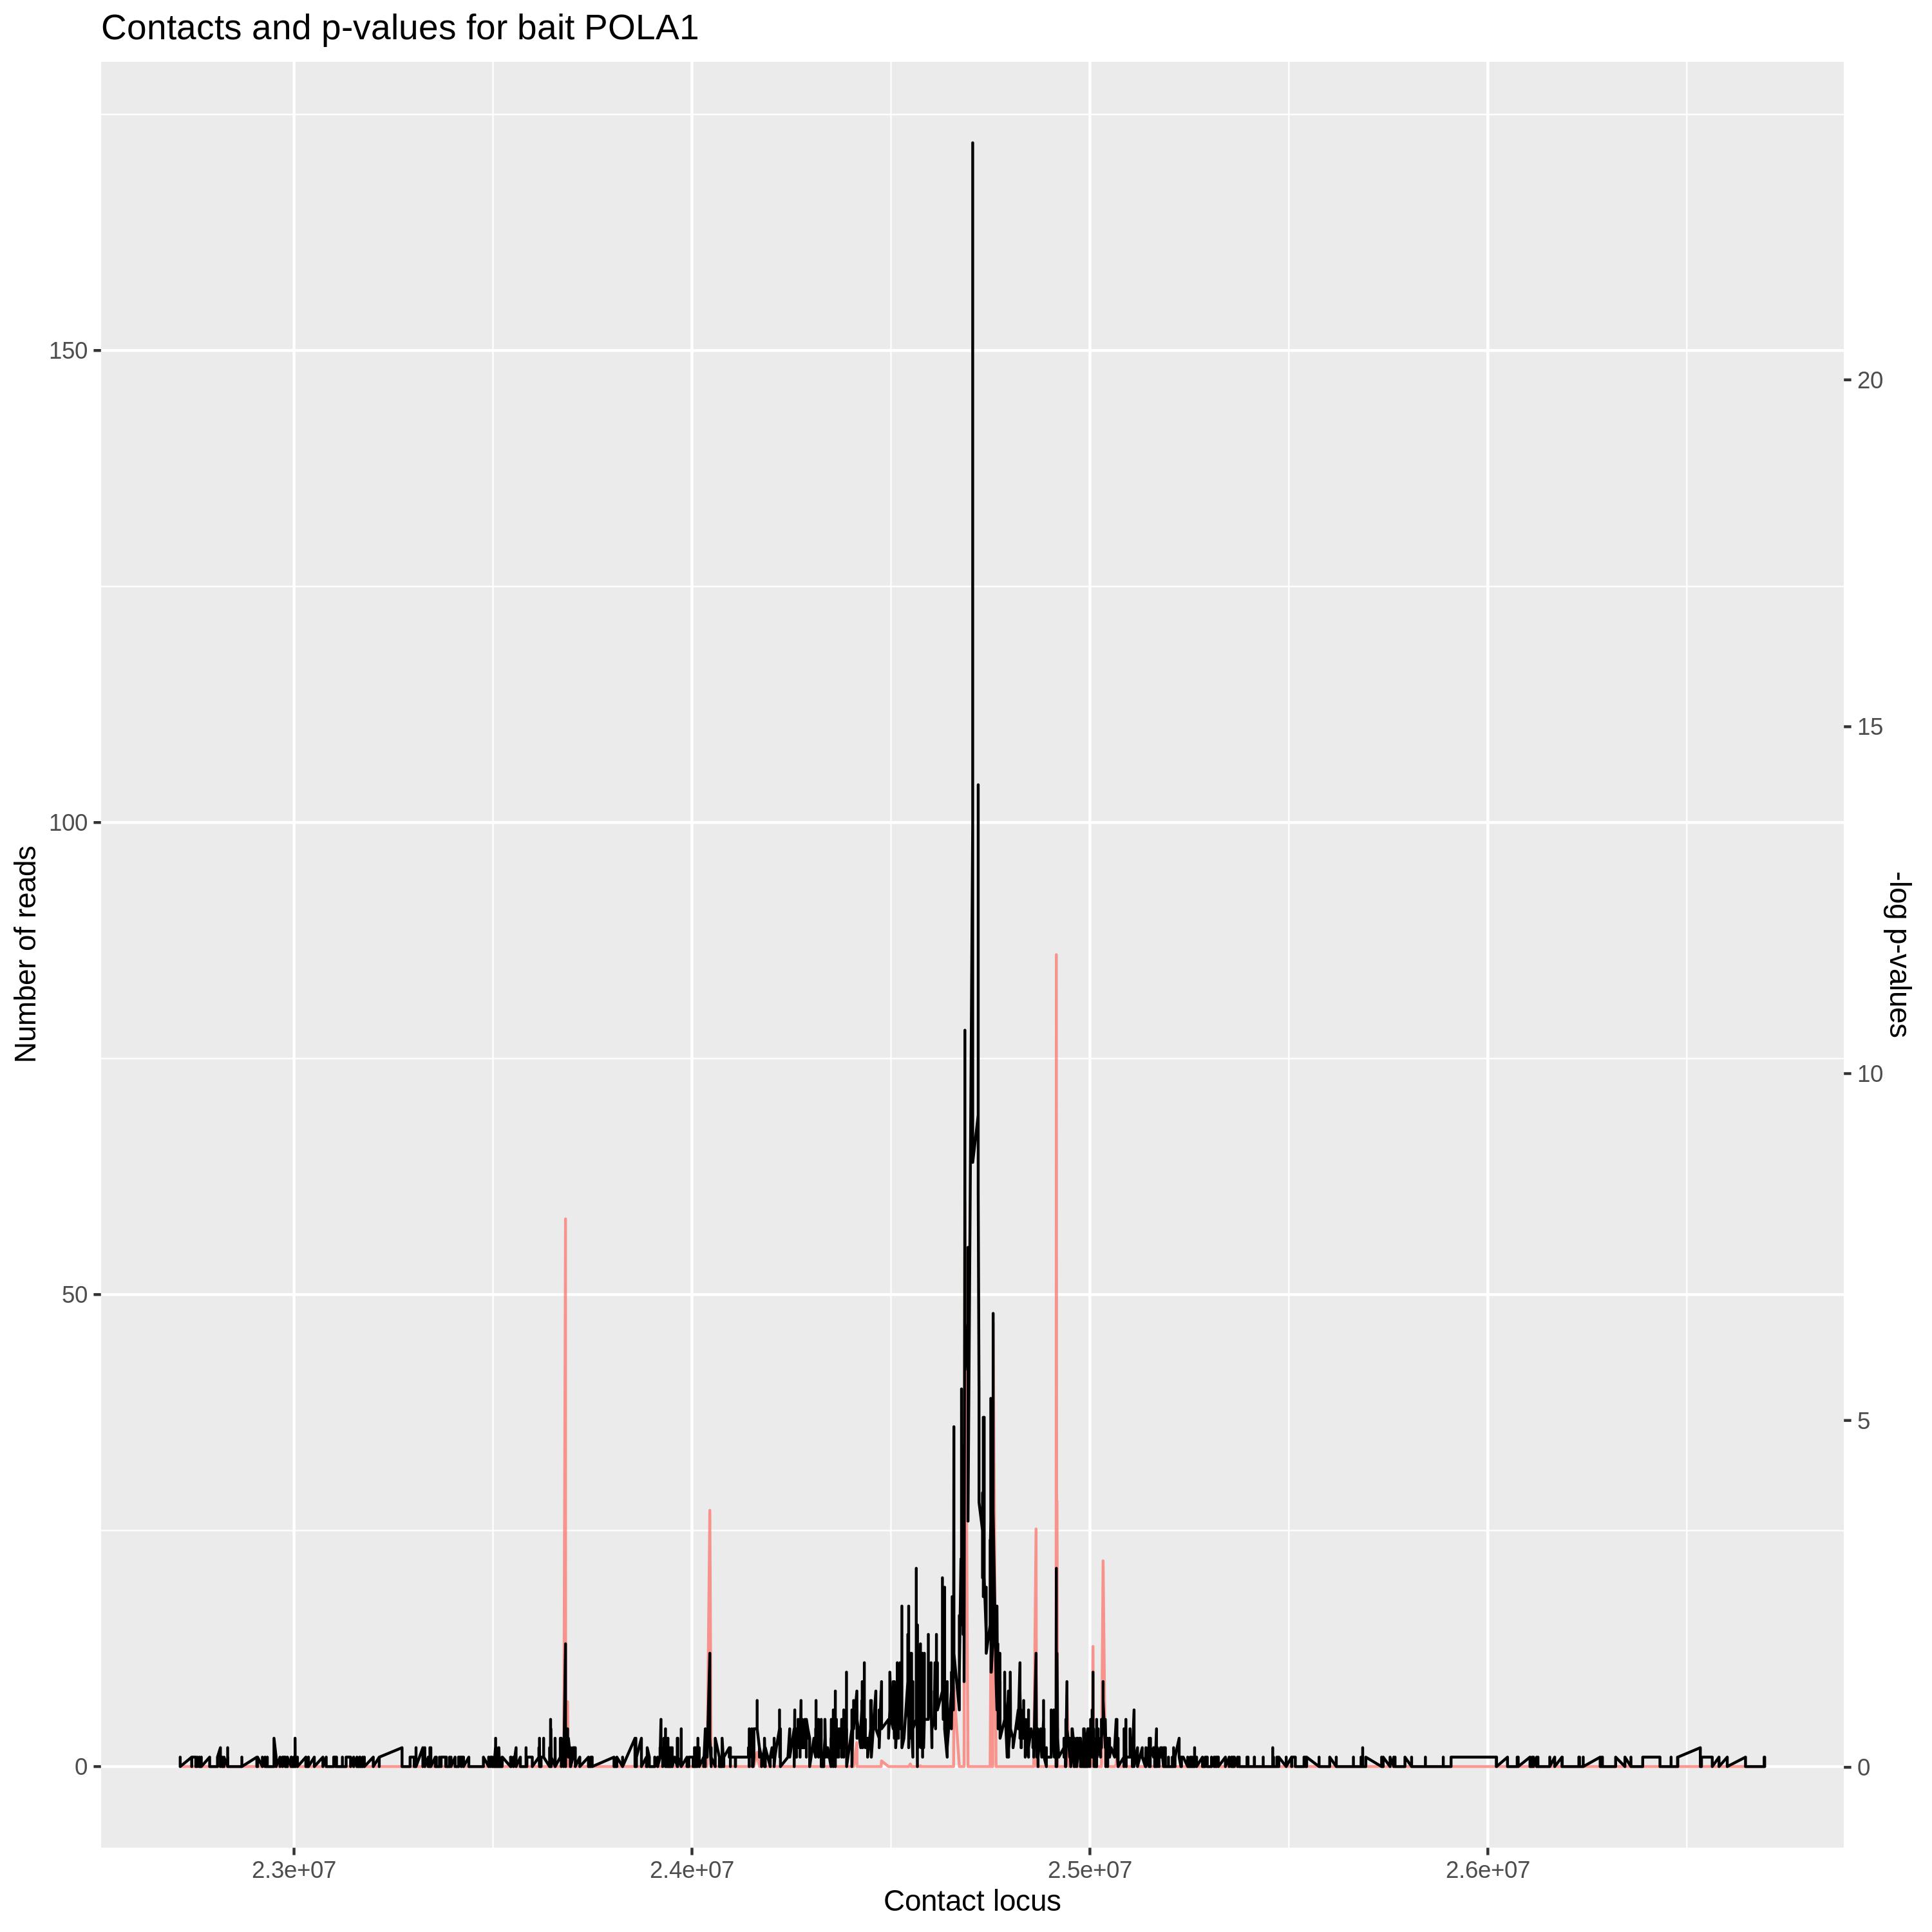 Contacts and p-values for bait POLA1
150
100
50
0
Number of reads
20
15
10
5
0
-log p-values
2.3e+07
2.4e+07
2.5e+07
2.6e+07
Contact locus